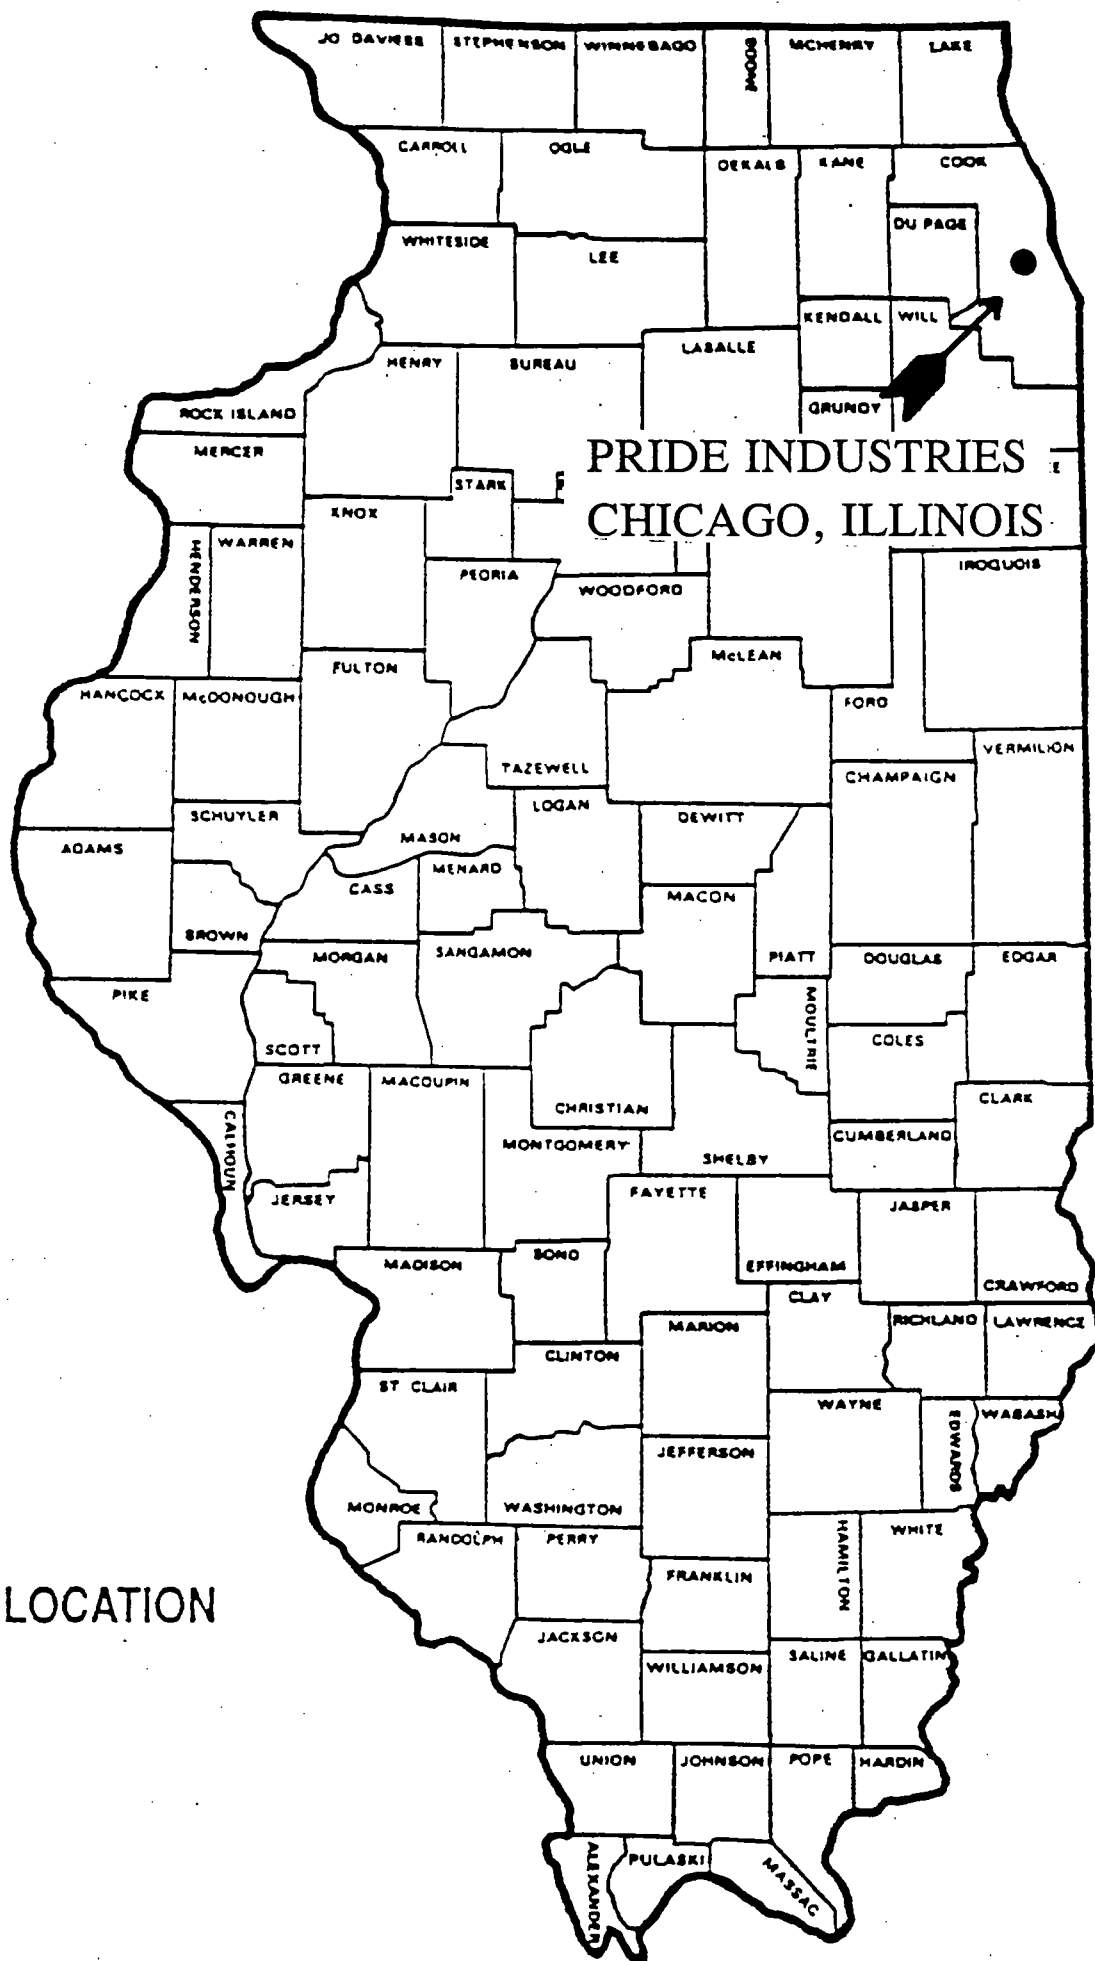 JO DAVIESS STEPHENSON WINNEBAGO BOONE MCHENRY LAKE
CARROLL OGLE DEKALB KANE COOK
DU PAGE
WHITESIDE LEE
KENDALL WILL
HENRY BUREAU LASALLE
ROCK ISLAND GRUNDY
MERCER
PRIDE INDUSTRIES
STARK
KNOX CHICAGO, ILLINOIS
HENDERSON WARREN PEORIA WOODFORD IROQUOIS
FULTON McLEAN
HANCOCK McDONOUGH FORD
VERMILION
TAZEWELL CHAMPAIGN
SCHUYLER LOGAN DEWITT
ADAMS MASON
CASS MENARD MACON
BROWN MORGAN SANGAMON PIATT DOUGLAS EDGAR
PIKE MOULTRIE
SCOTT COLES
GREENE MACOUPIN CLARK
CALHOUN CHRISTIAN
MONTGOMERY SHELBY CUMBERLAND
JERSEY FAYETTE JASPER
MADISON BOND EFFINGHAM CRAWFORD
CLAY
MARION RICHLAND LAWRENCE
CLINTON
ST CLAIR WAYNE EDWARDS WABASH
JEFFERSON
MONROE WASHINGTON
RANDOLPH PERRY HAMILTON WHITE
FRANKLIN
LOCATION
JACKSON
WILLIAMSON SALINE GALLATIN
UNION JOHNSON POPE HARDIN
ALEXANDER PULASKI MASSAC